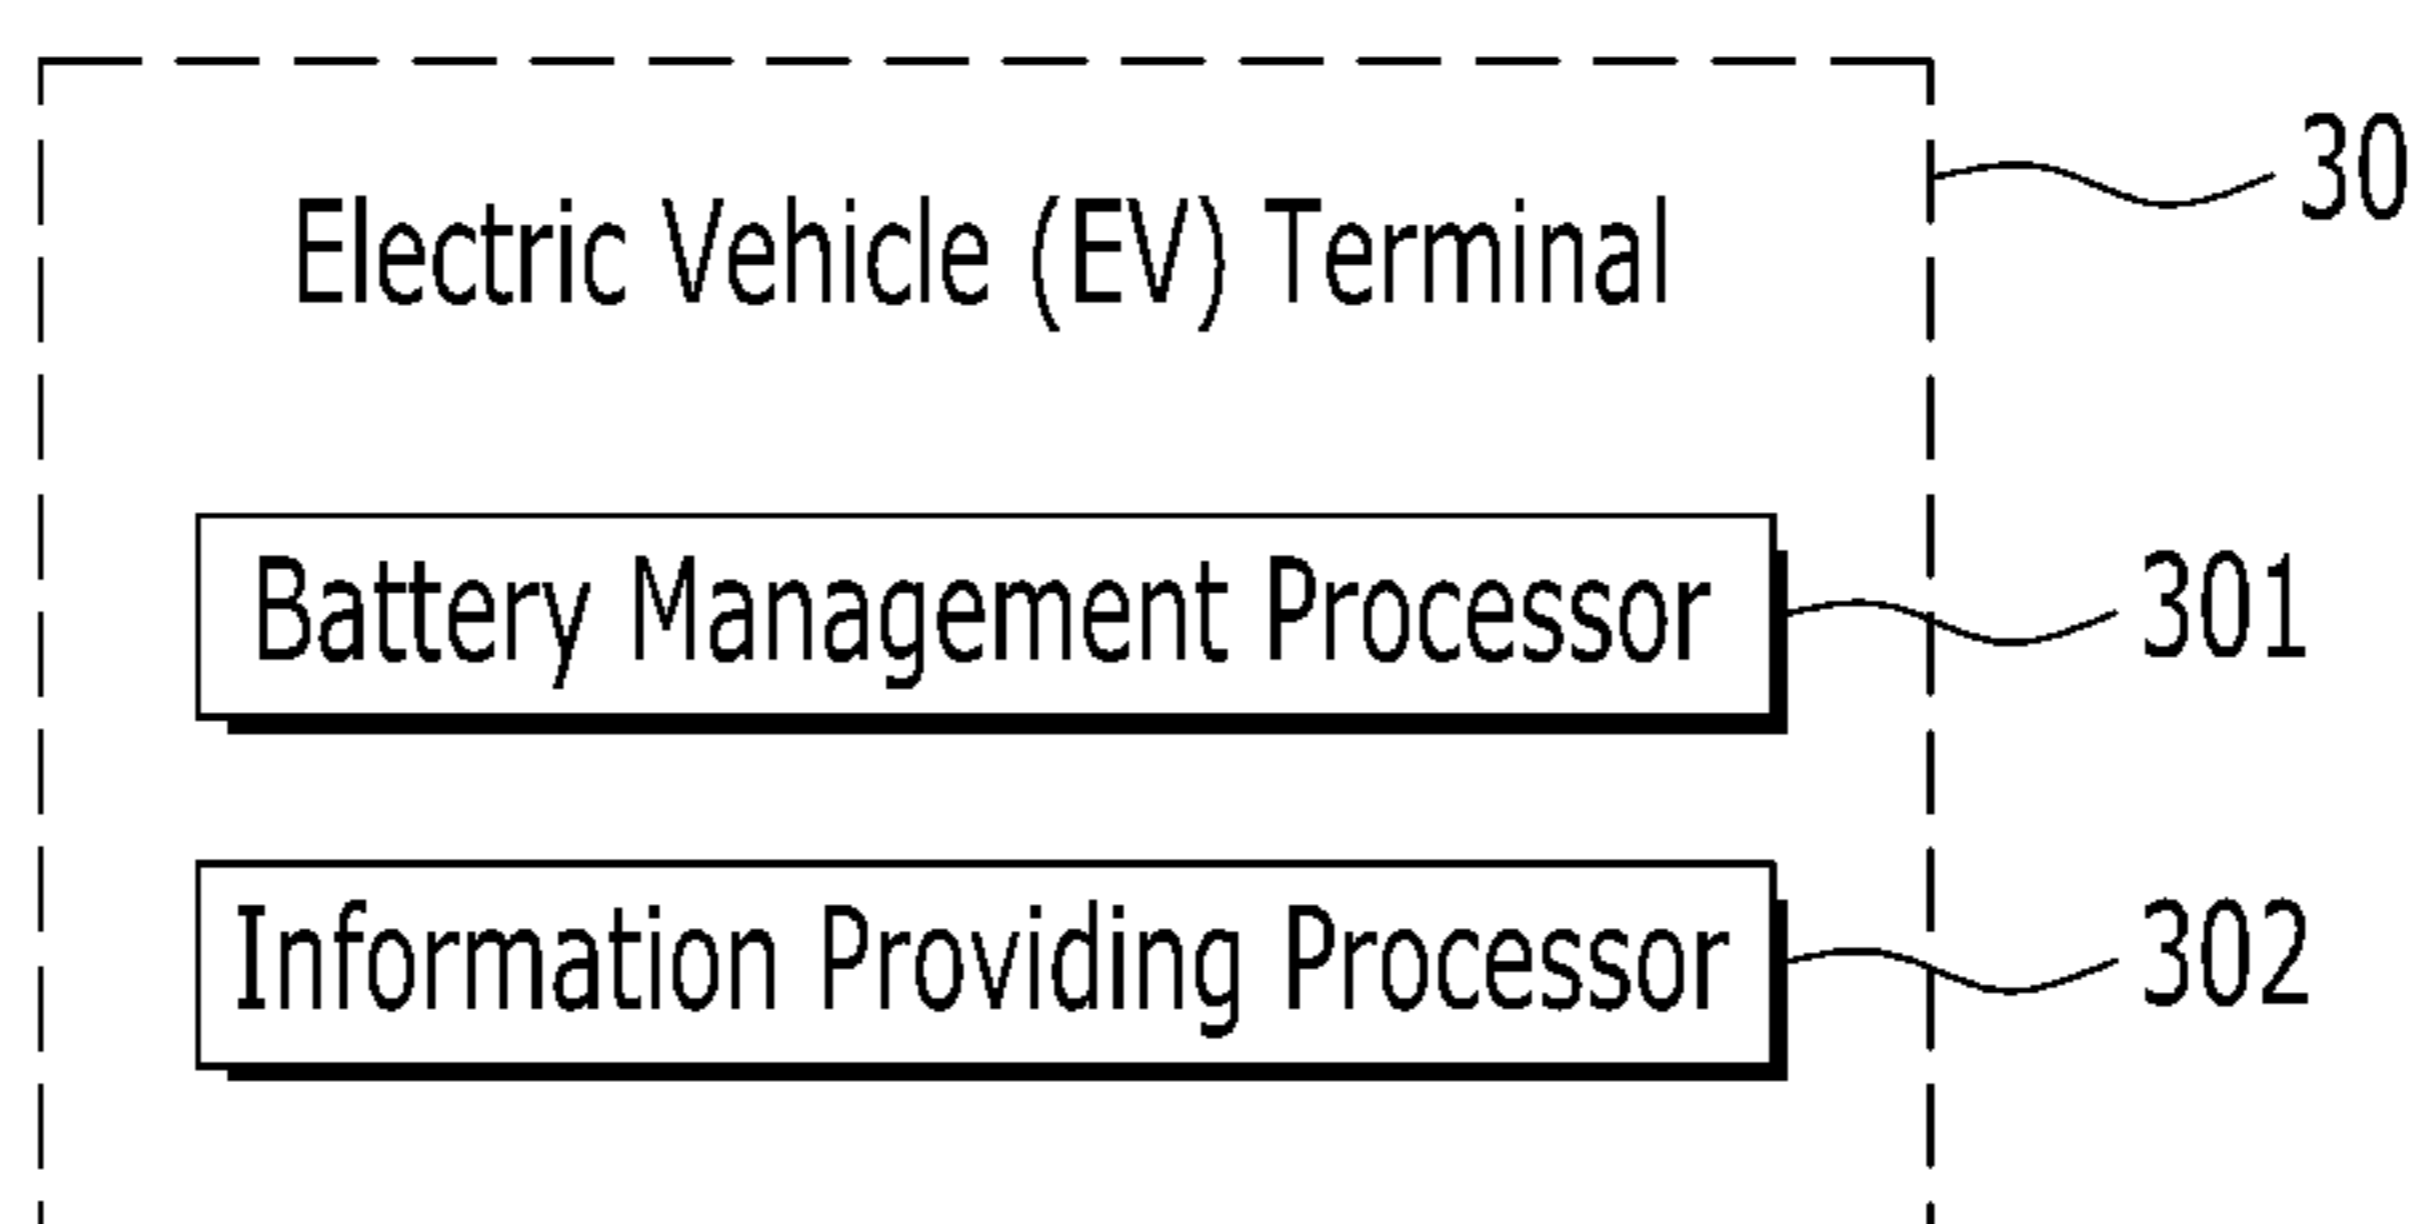 30
Electric Vehicle (EV) Terminal
Battery Management Processor 301
Information Providing Processor 302